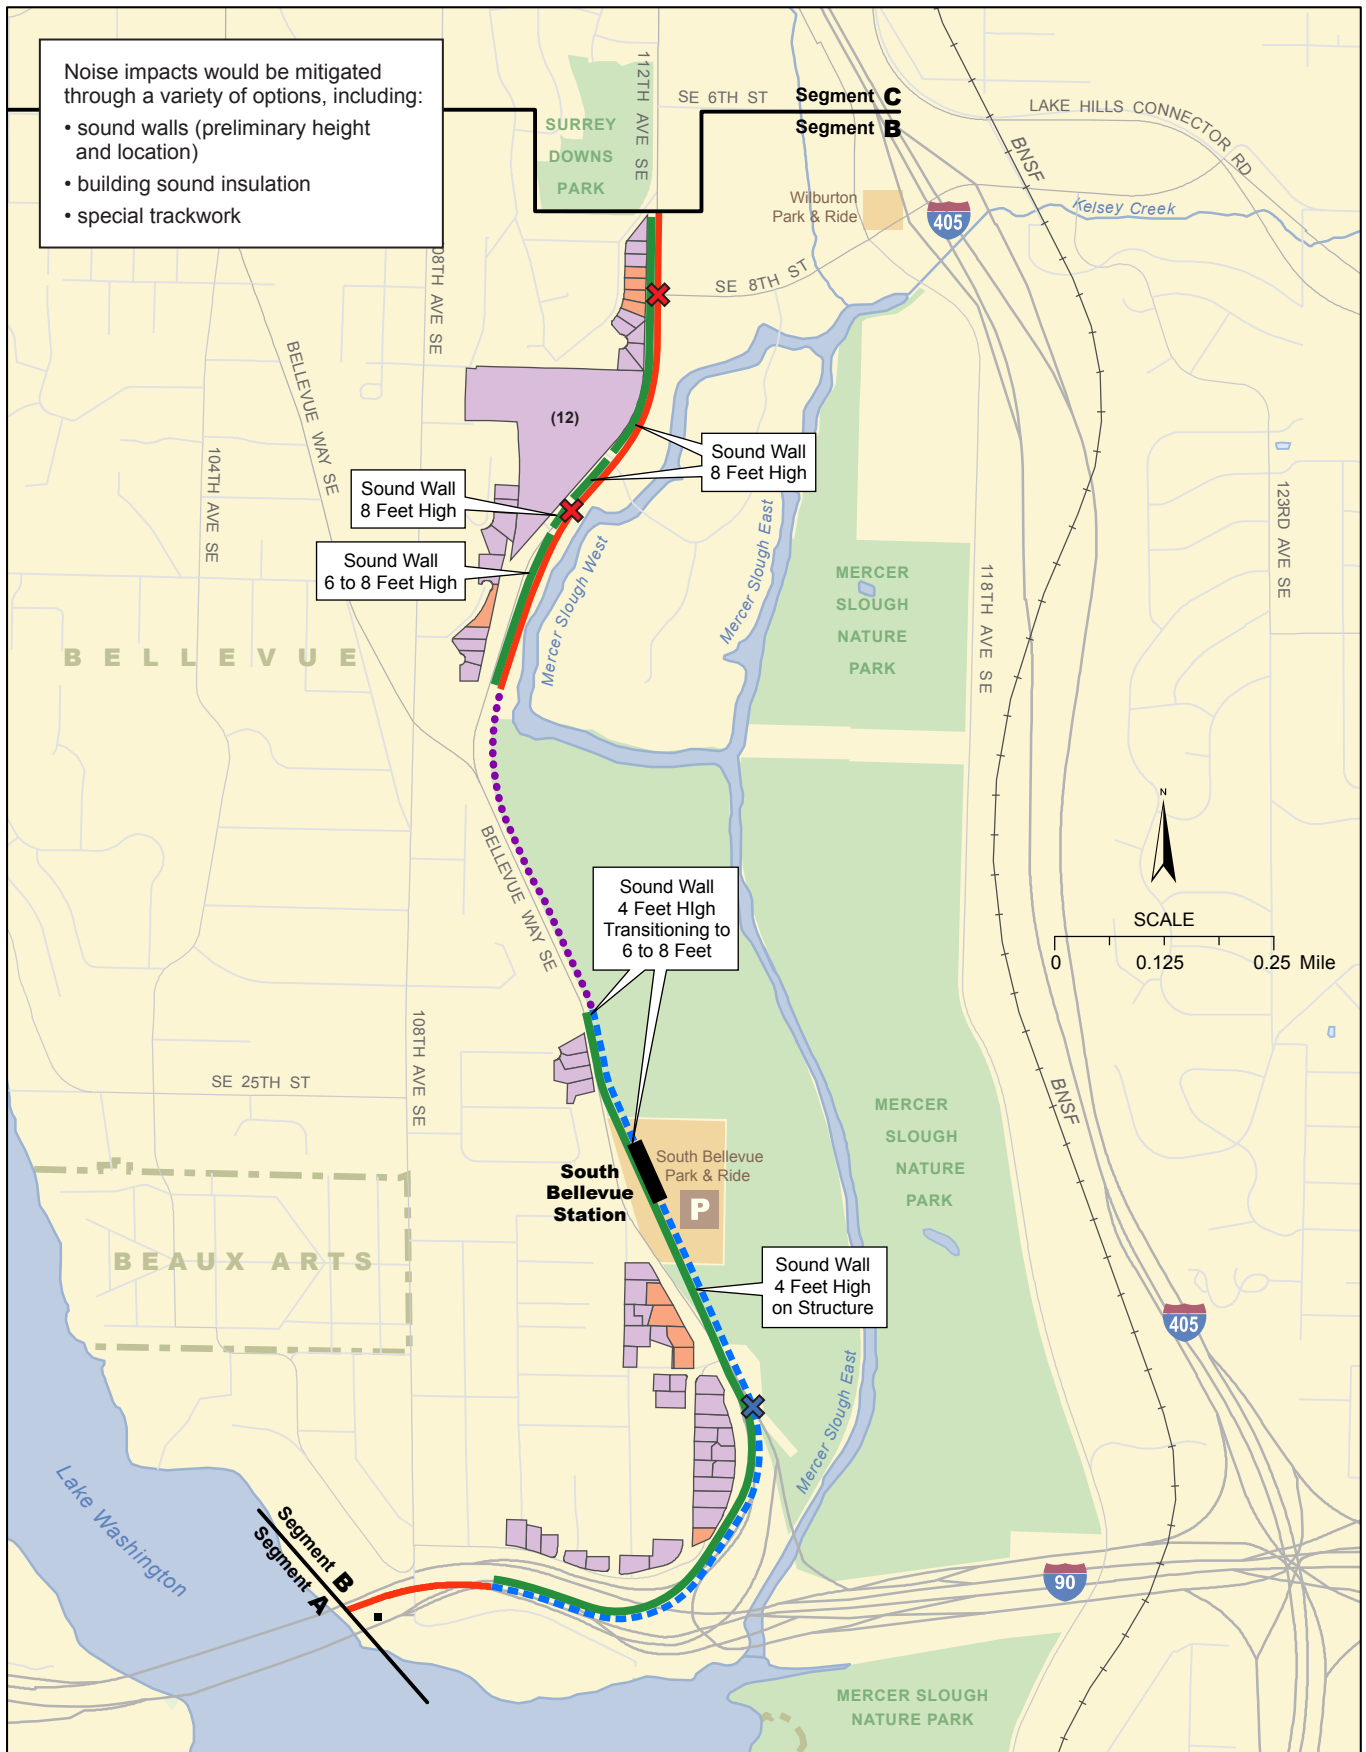 Noise impacts would be mitigated
through a variety of options, including:
• sound walls (preliminary height
and location)
• building sound insulation
• special trackwork
112TH AVE SE
SE 6TH ST
Segment C
Segment B
LAKE HILLS CONNECTOR RD
BNSF
SURREY
DOWNS
PARK
Wilburton
Park & Ride
405
Kelsey Creek
08TH AVE SE
SE 8TH ST
BELLEVUE WAY SE
(12)
104TH AVE SE
Sound Wall
8 Feet High
Sound Wall
8 Feet High
Sound Wall
6 to 8 Feet High
Mercer Slough West
Mercer Slough East
123RD AVE SE
118TH AVE SE
MERCER
SLOUGH
NATURE
PARK
BELLEVUE
N
BELLEVUE WAY SE
Sound Wall
4 Feet HIgh
Transitioning to
6 to 8 Feet
SCALE
0 0.125 0.25 Mile
108TH AVE SE
SE 25TH ST
BNSF
MERCER
SLOUGH
NATURE
PARK
South
Bellevue
Station
South Bellevue
Park & Ride
P
BEAUX ARTS
Sound Wall
4 Feet High
on Structure
405
Mercer Slough East
Lake Washington
Segment B
Segment A
90
MERCER SLOUGH
NATURE PARK